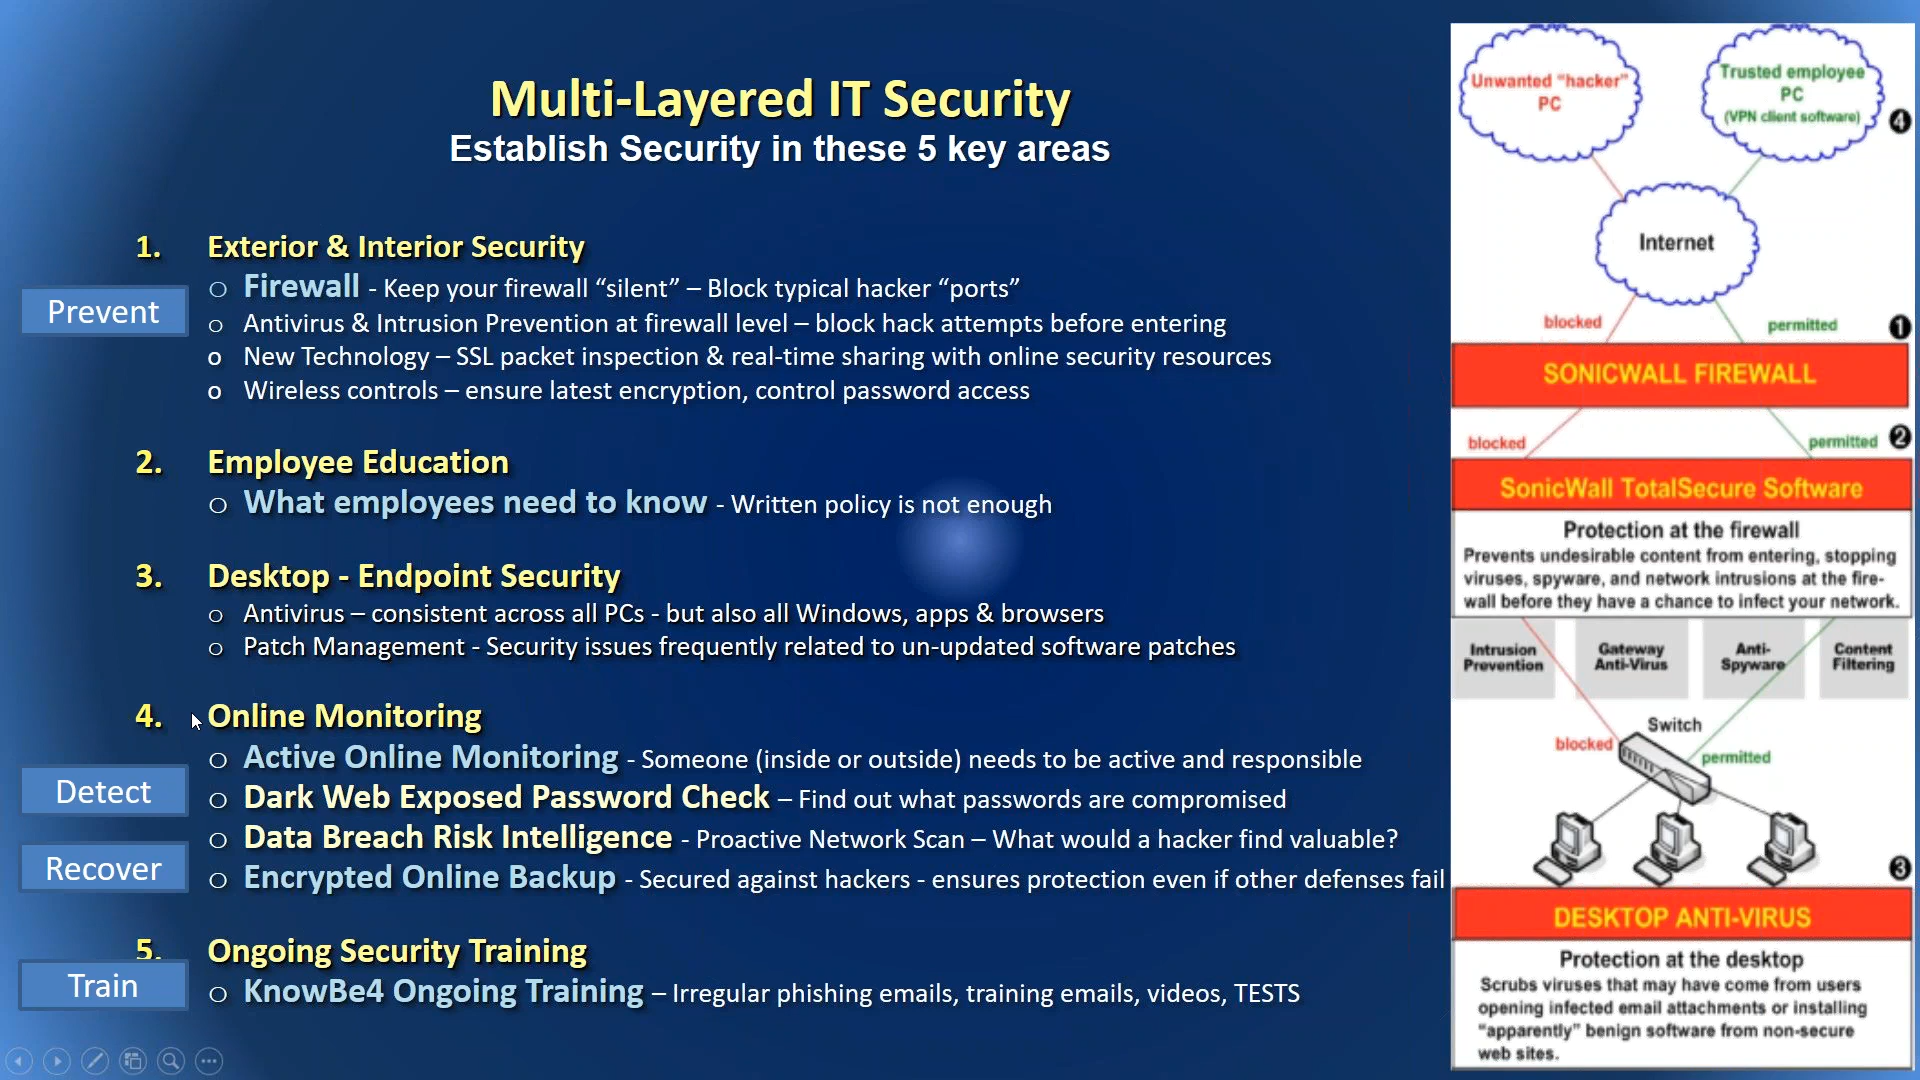 Multi-Layered IT Security
Establish Security in these 5 key areas
1. Exterior & Interior Security
Prevent
o Firewall - Keep your firewall “silent” – Block typical hacker “ports”
o Antivirus & Intrusion Prevention at firewall level – block hack attempts before entering
o New Technology – SSL packet inspection & real-time sharing with online security resources
o Wireless controls – ensure latest encryption, control password access
2. Employee Education
o What employees need to know - Written policy is not enough
3. Desktop - Endpoint Security
o Antivirus – consistent across all PCs - but also all Windows, apps & browsers
o Patch Management - Security issues frequently related to un-updated software patches
4. Online Monitoring
o Active Online Monitoring - Someone (inside or outside) needs to be active and responsible
Detect
o Dark Web Exposed Password Check – Find out what passwords are compromised
o Data Breach Risk Intelligence - Proactive Network Scan – What would a hacker find valuable?
Recover
o Encrypted Online Backup - Secured against hackers - ensures protection even if other defenses fail
5. Ongoing Security Training
Train
o KnowBe4 Ongoing Training – Irregular phishing emails, training emails, videos, TESTS
Unwanted “hacker”
PC
Trusted employee
PC
(VPN client software)
4
Internet
blocked
permitted
1
SONICWALL FIREWALL
blocked
permitted
2
SonicWall TotalSecure Software
Protection at the firewall
Prevents undesirable content from entering, stopping
viruses, spyware, and network intrusions at the fire-
wall before they have a chance to infect your network.
Intrusion
Prevention
Gateway
Anti-Virus
Anti-
Spyware
Content
Filtering
Switch
blocked
permitted
3
DESKTOP ANTI-VIRUS
Protection at the desktop
Scrubs viruses that may have come from users
opening infected email attachments or installing
“apparently” benign software from non-secure
web sites.